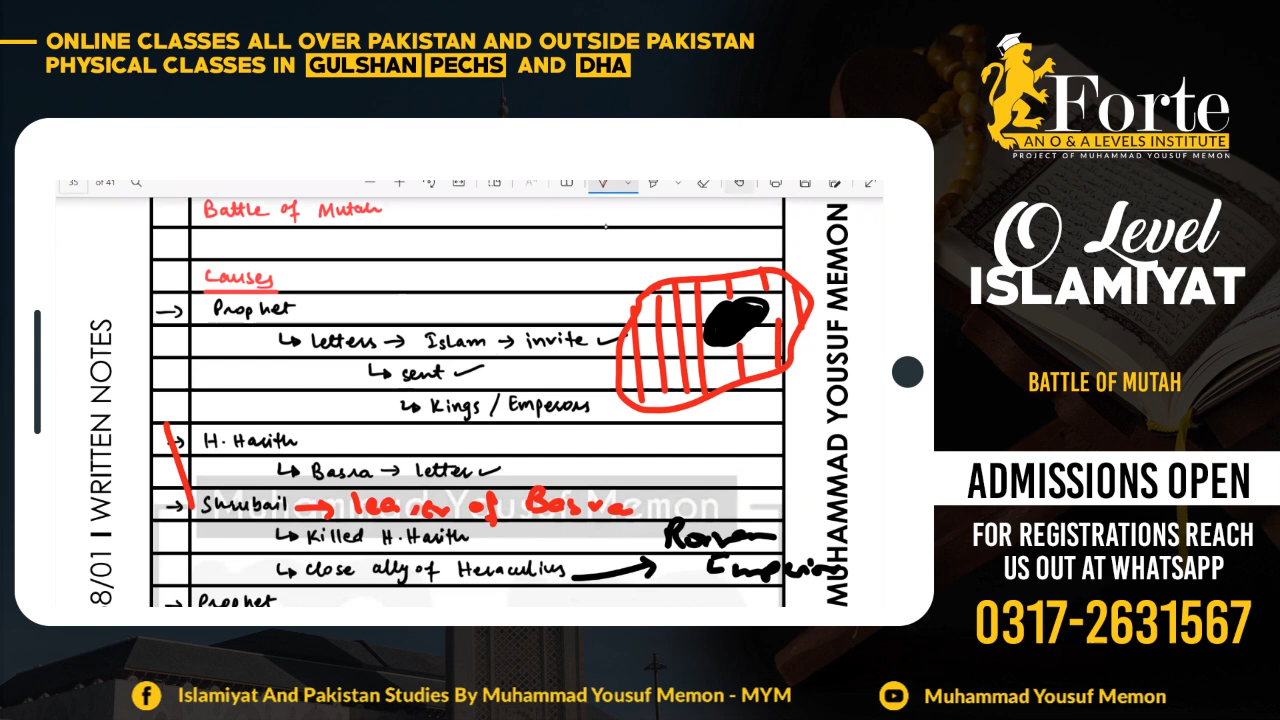 ONLINE CLASSES ALL OVER PAKISTAN AND OUTSIDE PAKISTAN
PHYSICAL CLASSES IN GULSHAN PECHS AND DHA
Forte
AN O & A LEVELS INSTITUTE
PROJECT OF MUHAMMAD YOUSUF MEMON
O Level
ISLAMIYAT
BATTLE OF MUTAH
ADMISSIONS OPEN
FOR REGISTRATIONS REACH
US OUT AT WHATSAPP
0317-2631567
35 of 41
Battle of Mutah
Causes
→ Prophet
↳ letters → Islam → invite ✓
↳ sent ✓
↳ Kings / Emperors
→ H. Harith
↳ Basra → letter ✓
→ Shurbail → leader of Basra
↳ Killed H. Harith
↳ close ally of Heraculius → Roman
→ Prophet
Muhammad Yousuf Memon
8/01 I WRITTEN NOTES
MUHAMMAD YOUSUF MEMON
Islamiyat And Pakistan Studies By Muhammad Yousuf Memon - MYM
Muhammad Yousuf Memon